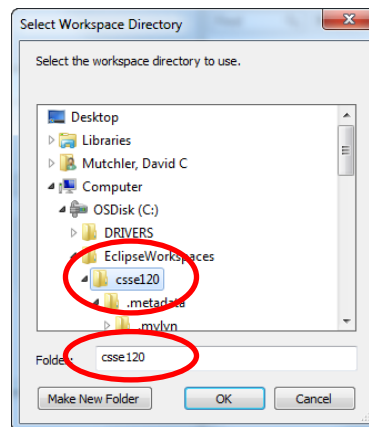 Select Workspace Directory
Select the workspace directory to use.
Desktop
Libraries
Mutchler, David C
Computer
OSDisk (C:)
DRIVERS
EclipseWorkspaces
csse120
.metadata
.mylyn
Folder: csse120
Make New Folder OK Cancel